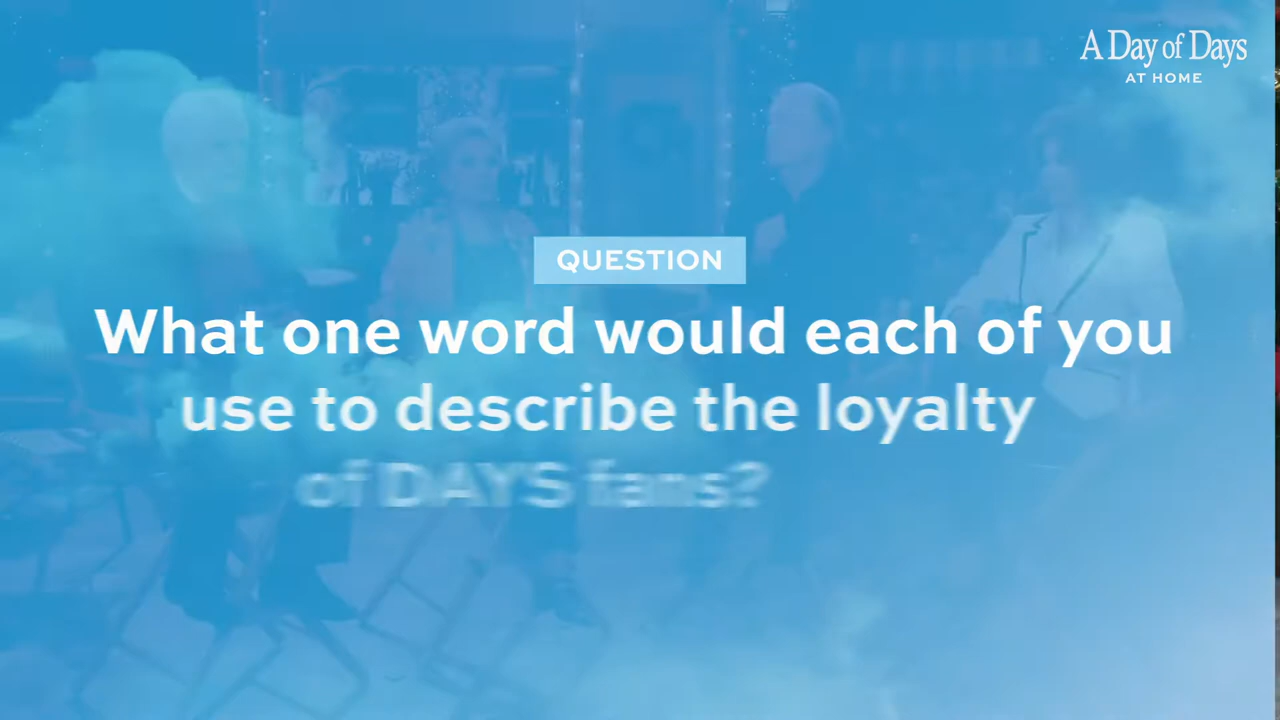 A Day of Days
AT HOME
QUESTION
What one word would each of you
use to describe the loyalty
of DAYS fans?